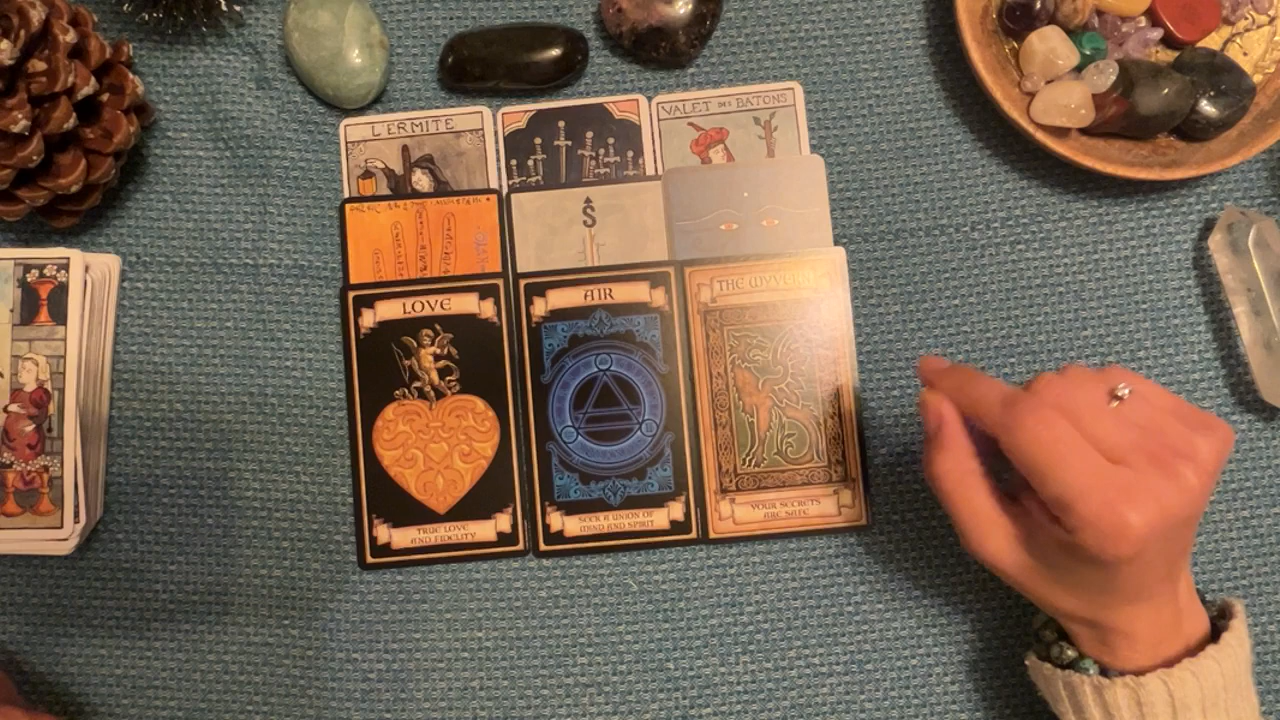 L'ERMITE
VALET DES BATONS
S
LOVE
TRUE LOVE
AND FIDELITY
AIR
SEEK A UNION OF
MIND AND SPIRIT
THE WYVERN
YOUR SECRETS
ARE SAFE